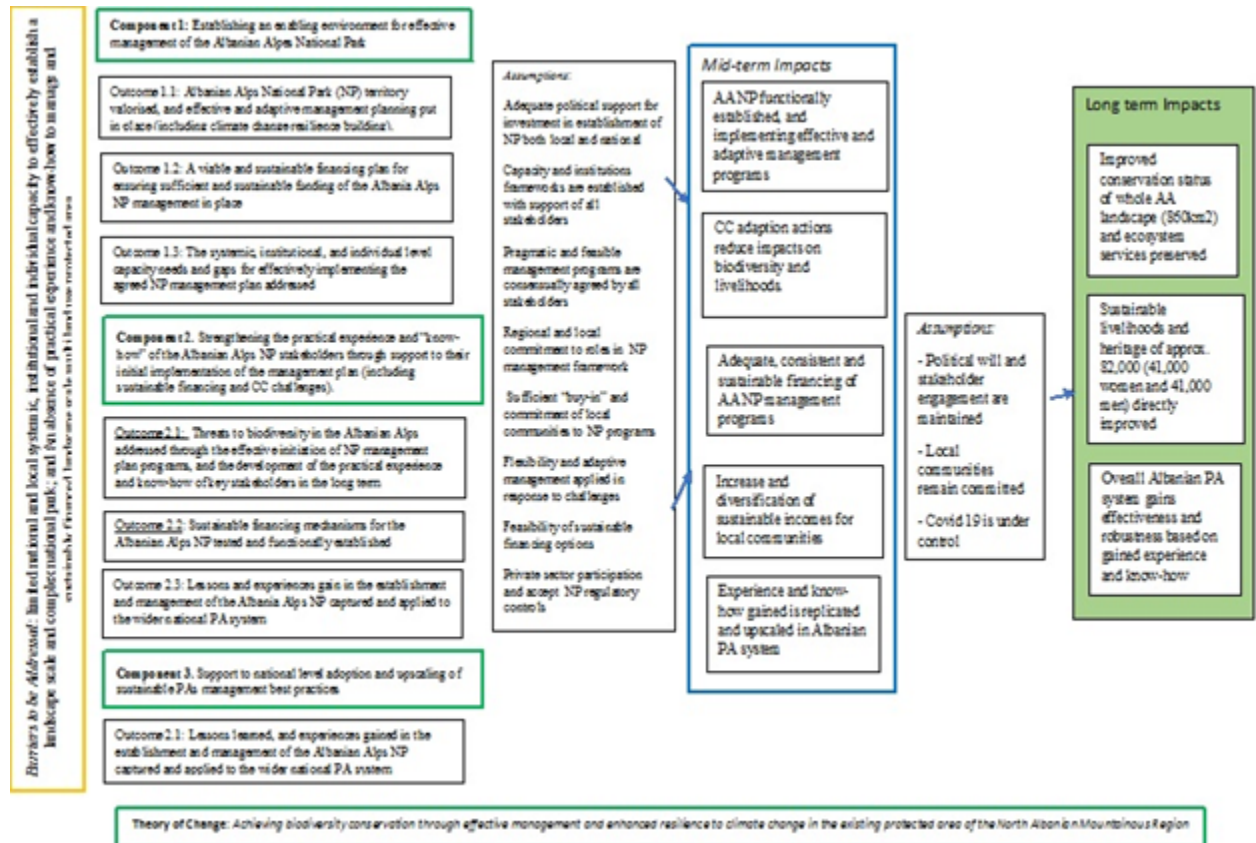 Barriers to be Addressed: limited national and local systemic, institutional and individual capacity to effectively establish a
landscape scale and complex national park; and An absence of practical experience and know-how to manage and
sustainable financed landscape scale multi land use protected area
Component 1: Establishing an enabling environment for effective
management of the Albanian Alps National Park
Outcome 1.1: Albanian Alps National Park (NP) territory
valorised, and effective and adaptive management planning put
in place (including climate change resilience building).
Outcome 1.2: A viable and sustainable financing plan for
ensuring sufficient and sustainable funding of the Albania Alps
NP management in place
Outcome 1.3: The systemic, institutional, and individual level
capacity needs and gaps for effectively implementing the
agreed NP management plan addressed
Component 2. Strengthening the practical experience and "know-
how" of the Albanian Alps NP stakeholders through support to their
initial implementation of the management plan (including
sustainable financing and CC challenges).
Outcome 2.1: Threats to biodiversity in the Albanian Alps
addressed through the effective initiation of NP management
plan programs, and the development of the practical experience
and know-how of key stakeholders in the long term
Outcome 2.2: Sustainable financing mechanisms for the
Albanian Alps NP tested and functionally established
Outcome 2.3: Lessons and experiences gain in the establishment
and management of the Albania Alps NP captured and applied to
the wider national PA system
Component 3. Support to national level adoption and upscaling of
sustainable PAs management best practices
Outcome 2.1: Lessons learned, and experiences gained in the
establishment and management of the Albanian Alps NP
captured and applied to the wider national PA system
Assumptions:
Adequate political support for
investment in establishment of
NP both local and national
Capacity and institutions
frameworks are established
with support of all
stakeholders
Pragmatic and feasible
management programs are
consensually agreed by all
stakeholders
Regional and local
commitment to roles in NP
management framework
Sufficient "buy-in" and
commitment of local
communities to NP programs
Flexibility and adaptive
management applied in
response to challenges
Feasibility of sustainable
financing options
Private sector participation
and accept NP regulatory
controls
Mid-term Impacts
AANP functionally
established, and
implementing effective and
adaptive management
programs
CC adaption actions
reduce impacts on
biodiversity and
livelihoods.
Adequate, consistent and
sustainable financing of
AANP management
programs
Increase and
diversification of
sustainable incomes for
local communities
Experience and know-
how gained is replicated
and upscaled in Albanian
PA system
Assumptions:
- Political will and
stakeholder
engagement are
maintained
- Local
communities
remain committed
- Covid 19 is under
control
Long term Impacts
Improved
conservation status
of whole AA
landscape (860km2)
and ecosystem
services preserved
Sustainable
livelihoods and
heritage of approx.
82,000 (41,000
women and 41,000
men) directly
improved
Overall Albanian PA
system gains
effectiveness and
robustness based on
gained experience
and know-how
Theory of Change: Achieving biodiversity conservation through effective management and enhanced resilience to climate change in the existing protected area of the North Albanian Mountainous Region